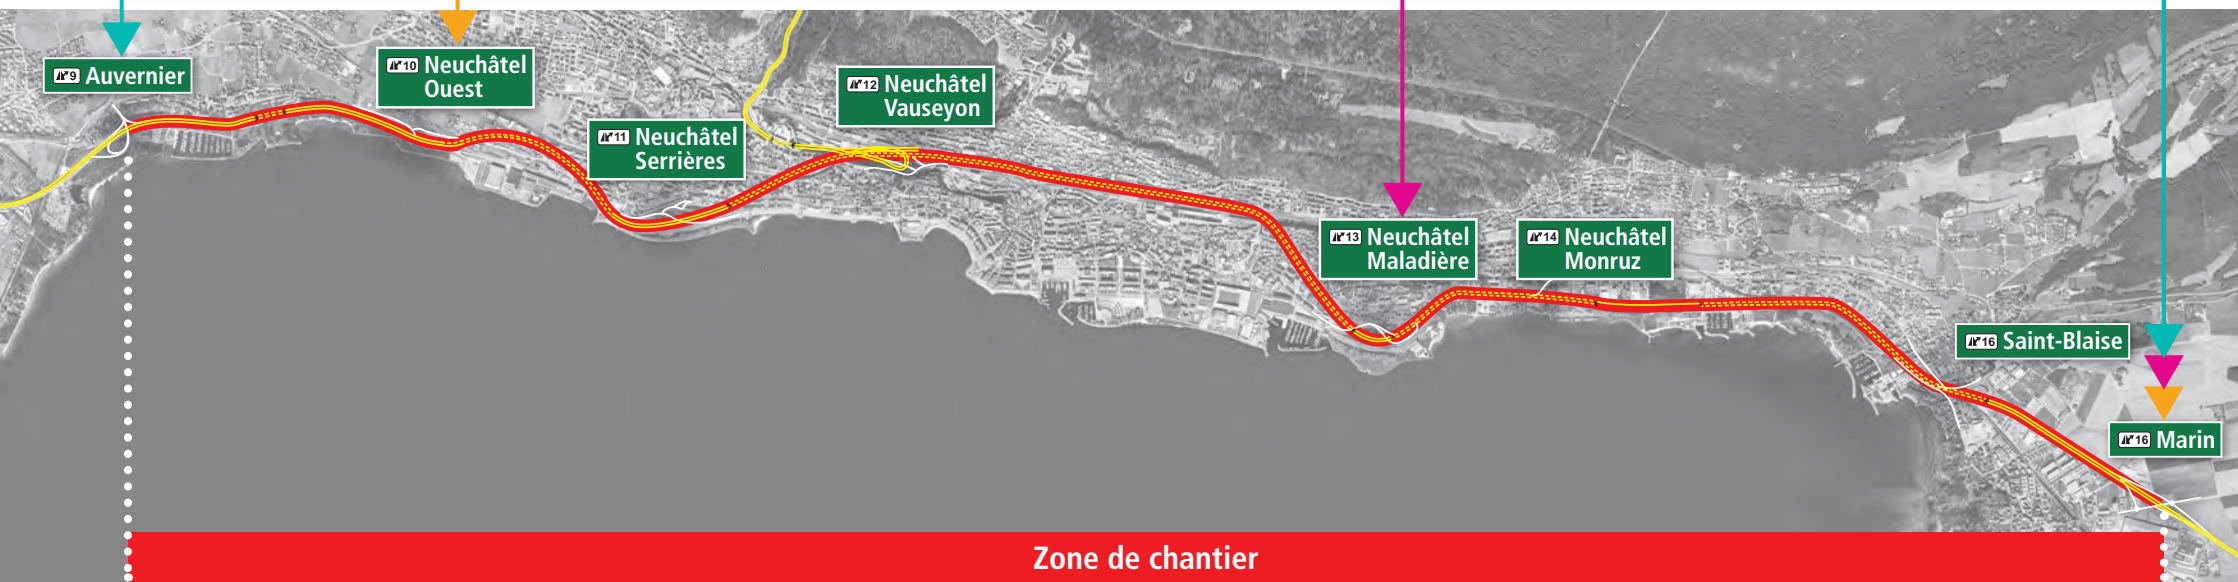 9 Auvernier
10 Neuchâtel
Ouest
11 Neuchâtel
Serrières
12 Neuchâtel
Vauseyon
13 Neuchâtel
Maladière
14 Neuchâtel
Monruz
16 Saint-Blaise
16 Marin
Zone de chantier